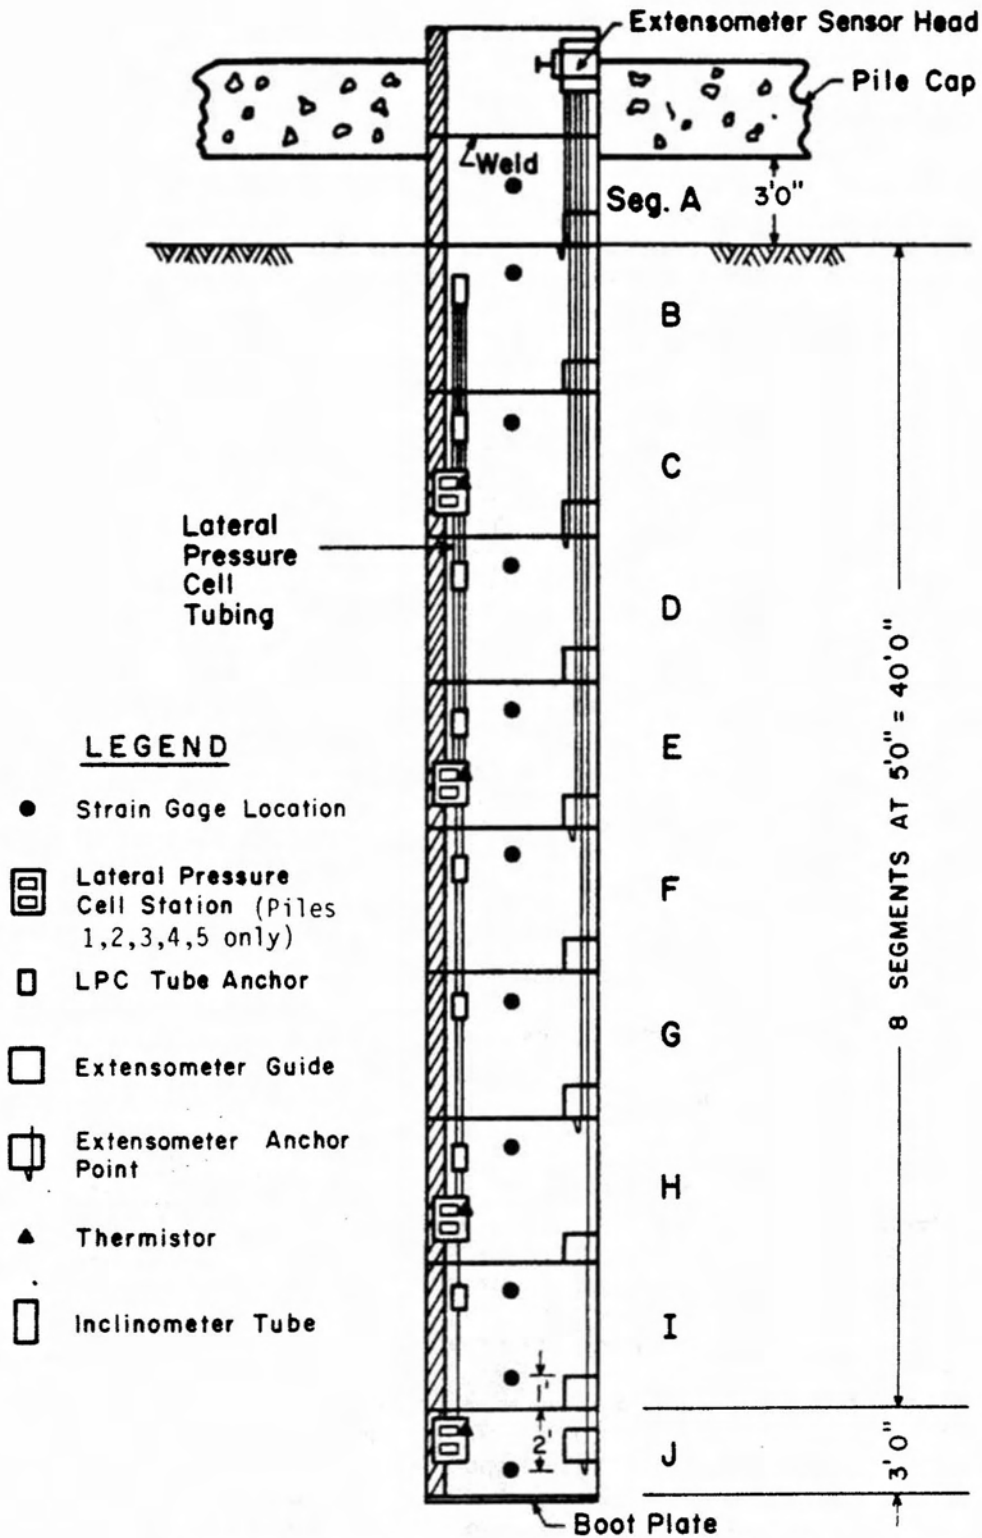 Extensometer Sensor Head
Pile Cap
Weld
Seg. A
3'0"
B
C
Lateral
Pressure
Cell
Tubing
D
E
LEGEND
Strain Gage Location
Lateral Pressure
Cell Station (Piles
1,2,3,4,5 only)
LPC Tube Anchor
Extensometer Guide
Extensometer Anchor
Point
Thermistor
Inclinometer Tube
F
G
H
I
8 SEGMENTS AT 5'0" = 40'0"
1'
2'
J
3'0"
Boot Plate